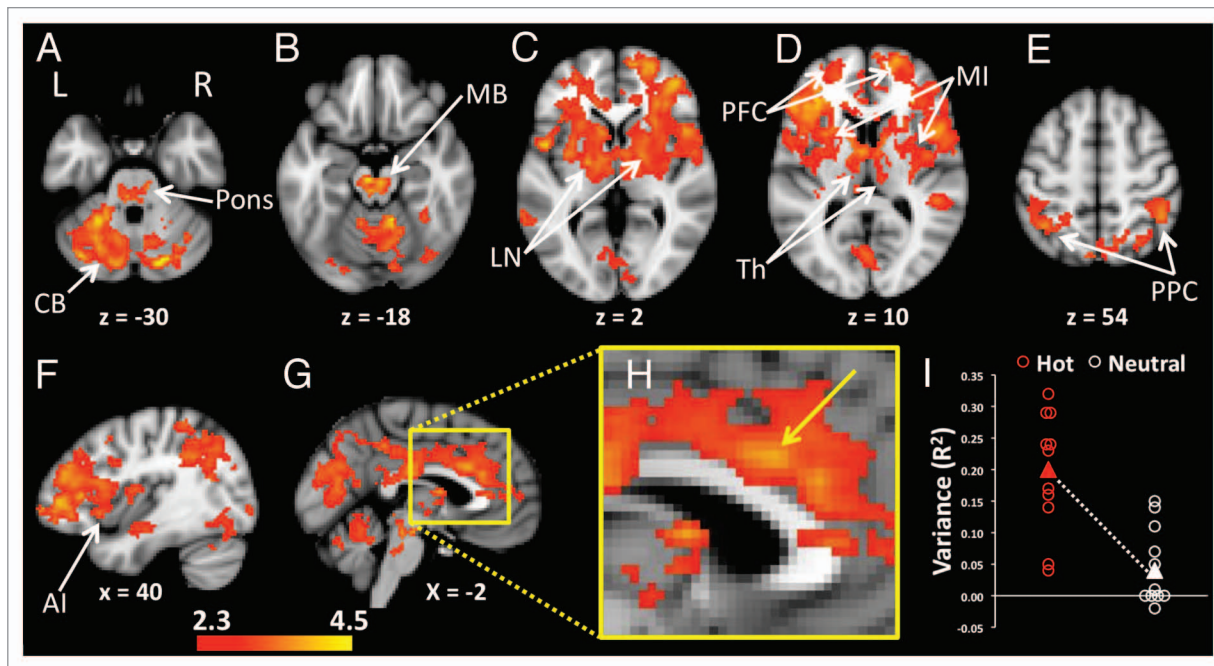 A
B
C
D
E
L
R
MB
MI
PFC
Pons
LN
Th
CB
PPC
z = -30
z = -18
z = 2
z = 10
z = 54
F
G
H
I
Hot
Neutral
0.35
0.30
0.25
0.20
0.15
0.10
0.05
0.00
-0.05
Variance (R²)
AI
x = 40
X = -2
2.3
4.5